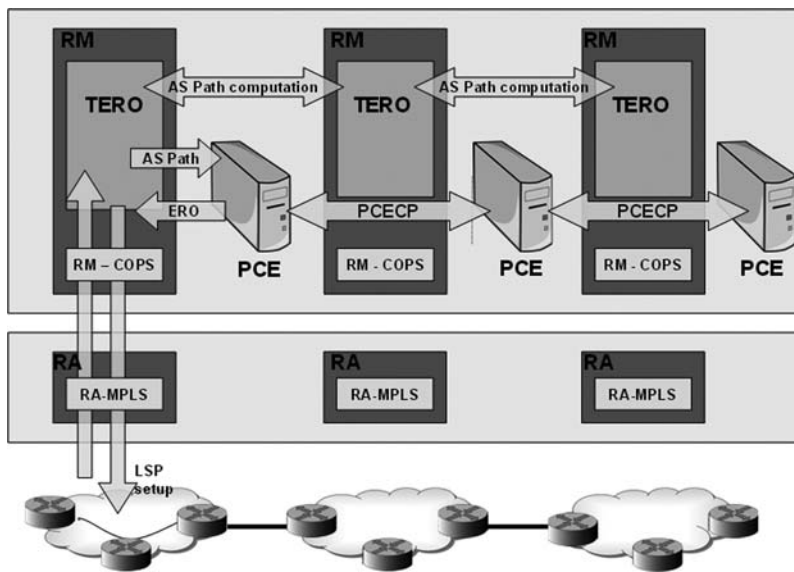 RM
RM
RM
TERO
AS Path computation
TERO
AS Path computation
TERO
AS Path
ERO
PCECP
PCECP
RM – COPS
PCE
RM - COPS
PCE
RM - COPS
PCE
RA
RA
RA
RA-MPLS
RA-MPLS
RA-MPLS
LSP
setup